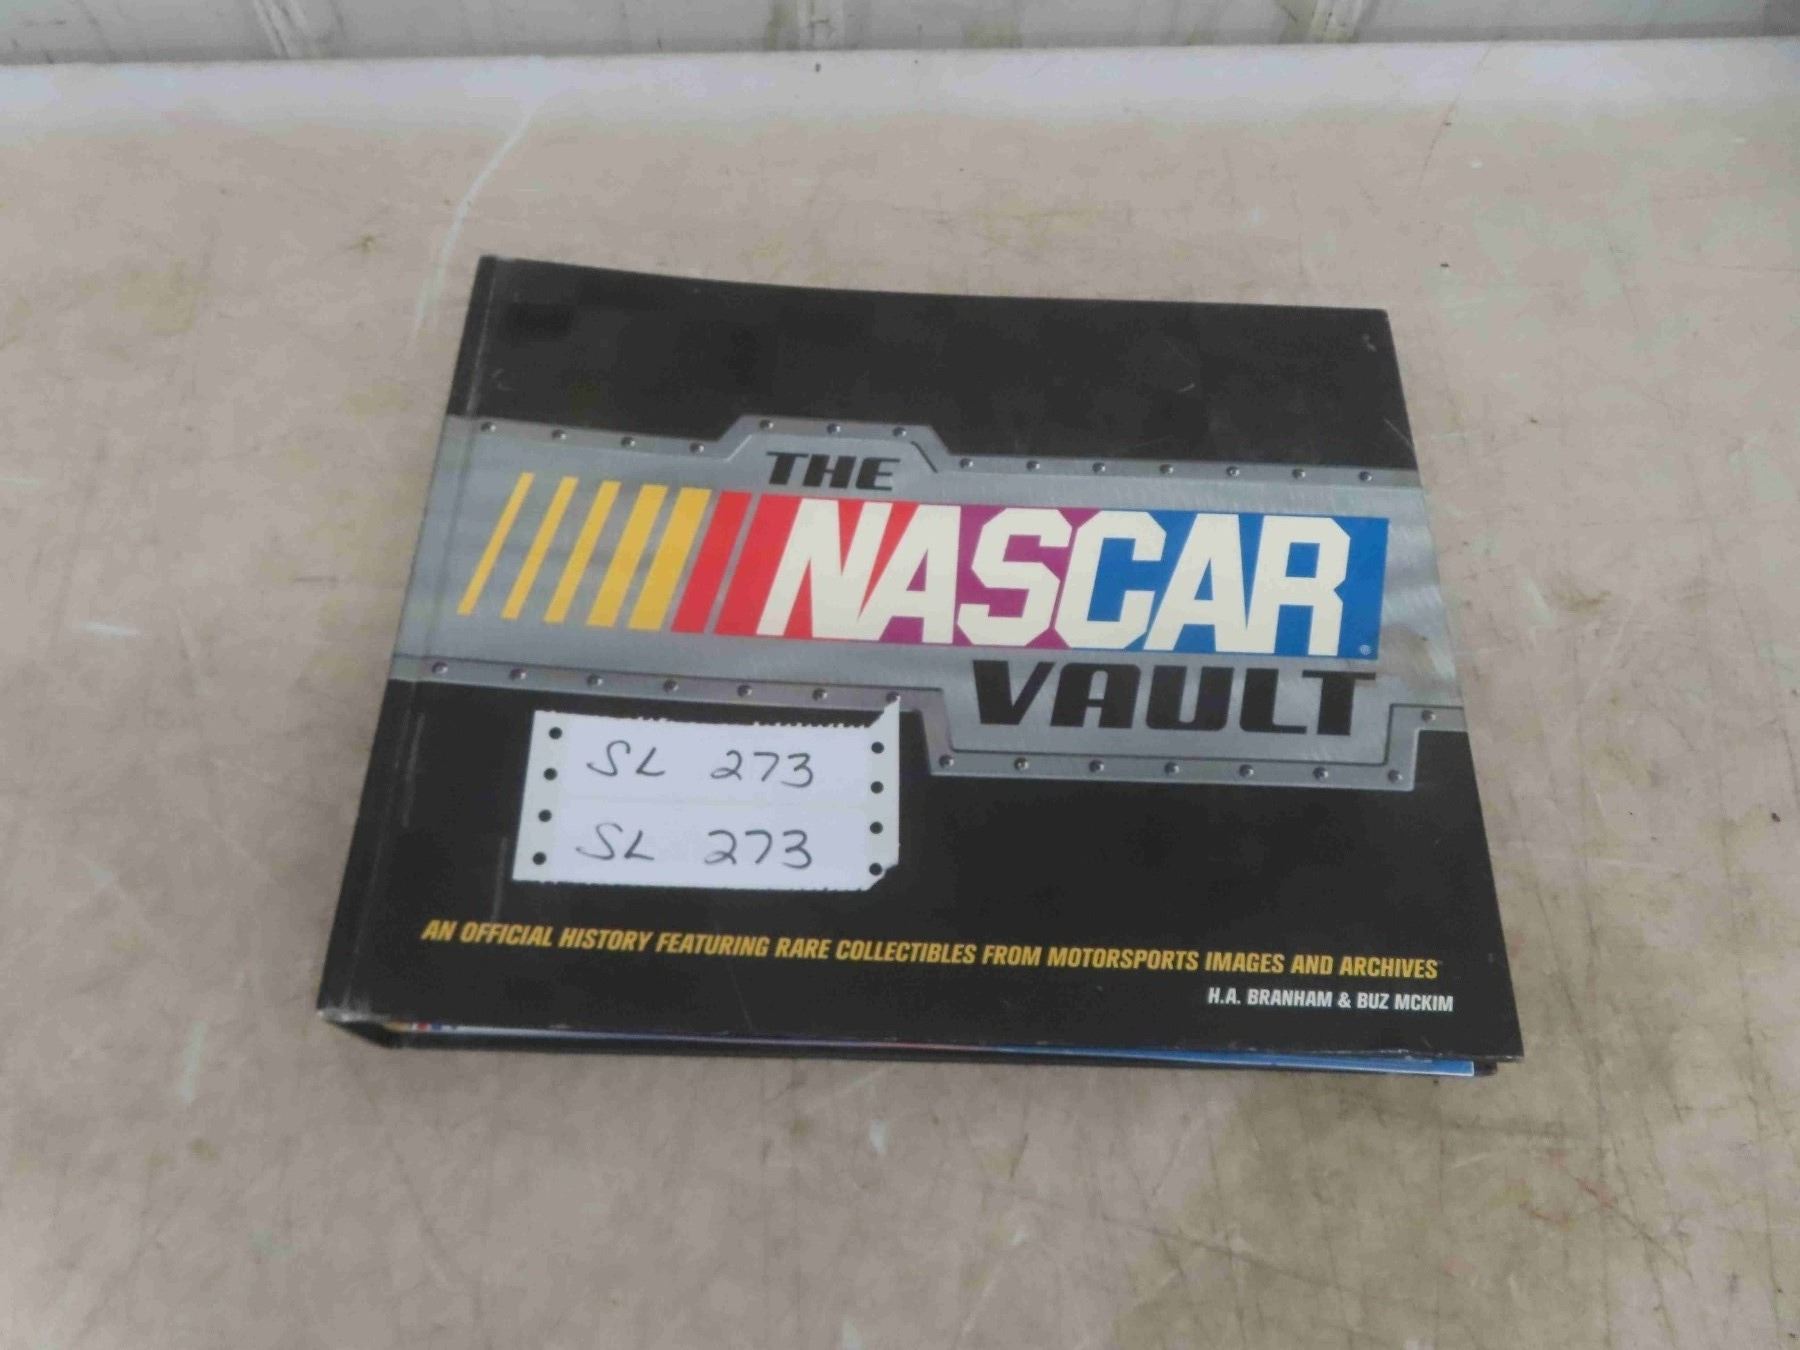 THE
NASCAR®
VAULT
SL 273
SL 273
AN OFFICIAL HISTORY FEATURING RARE COLLECTIBLES FROM MOTORSPORTS IMAGES AND ARCHIVES
H.A. BRANHAM & BUZ MCKIM